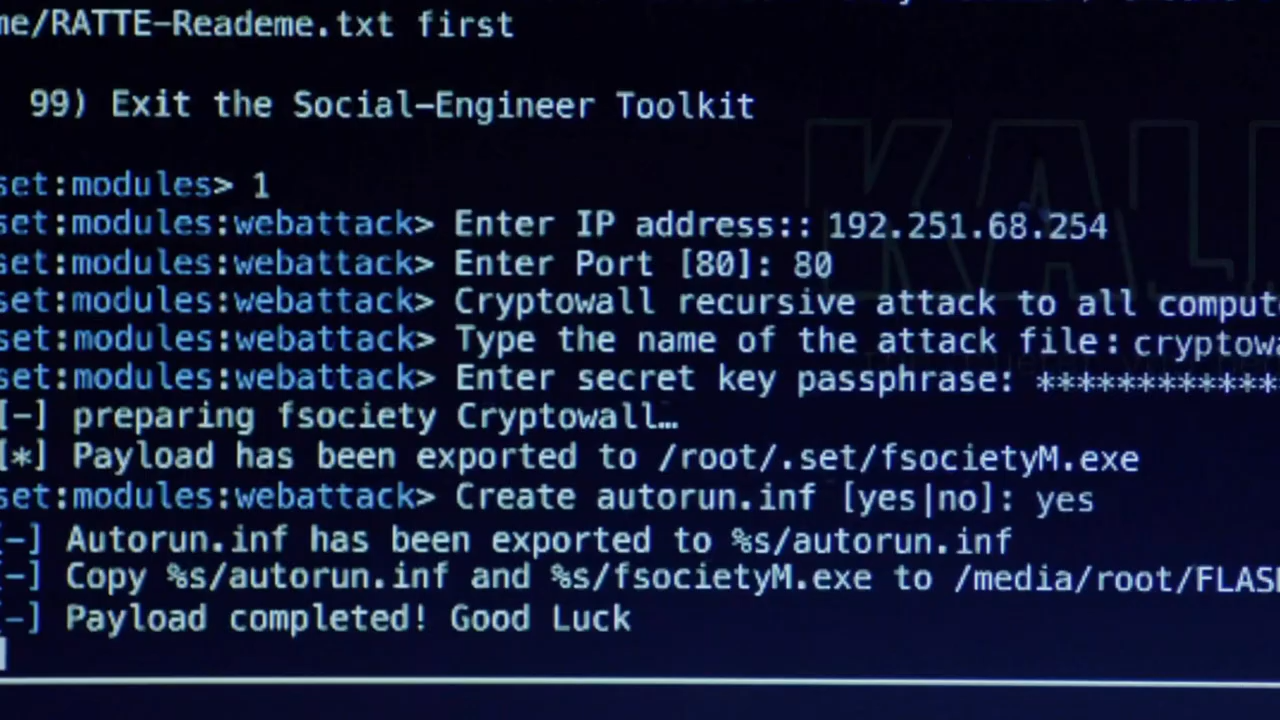 me/RATTE-Reademe.txt first
99) Exit the Social-Engineer Toolkit
set:modules> 1
set:modules:webattack> Enter IP address:: 192.251.68.254
set:modules:webattack> Enter Port [80]: 80
set:modules:webattack> Cryptowall recursive attack to all comput
set:modules:webattack> Type the name of the attack file: cryptowa
set:modules:webattack> Enter secret key passphrase: *************
[-] preparing fsociety Cryptowall…
[*] Payload has been exported to /root/.set/fsocietyM.exe
set:modules:webattack> Create autorun.inf [yes|no]: yes
[-] Autorun.inf has been exported to %s/autorun.inf
[-] Copy %s/autorun.inf and %s/fsocietyM.exe to /media/root/FLASH
[-] Payload completed! Good Luck
KALI